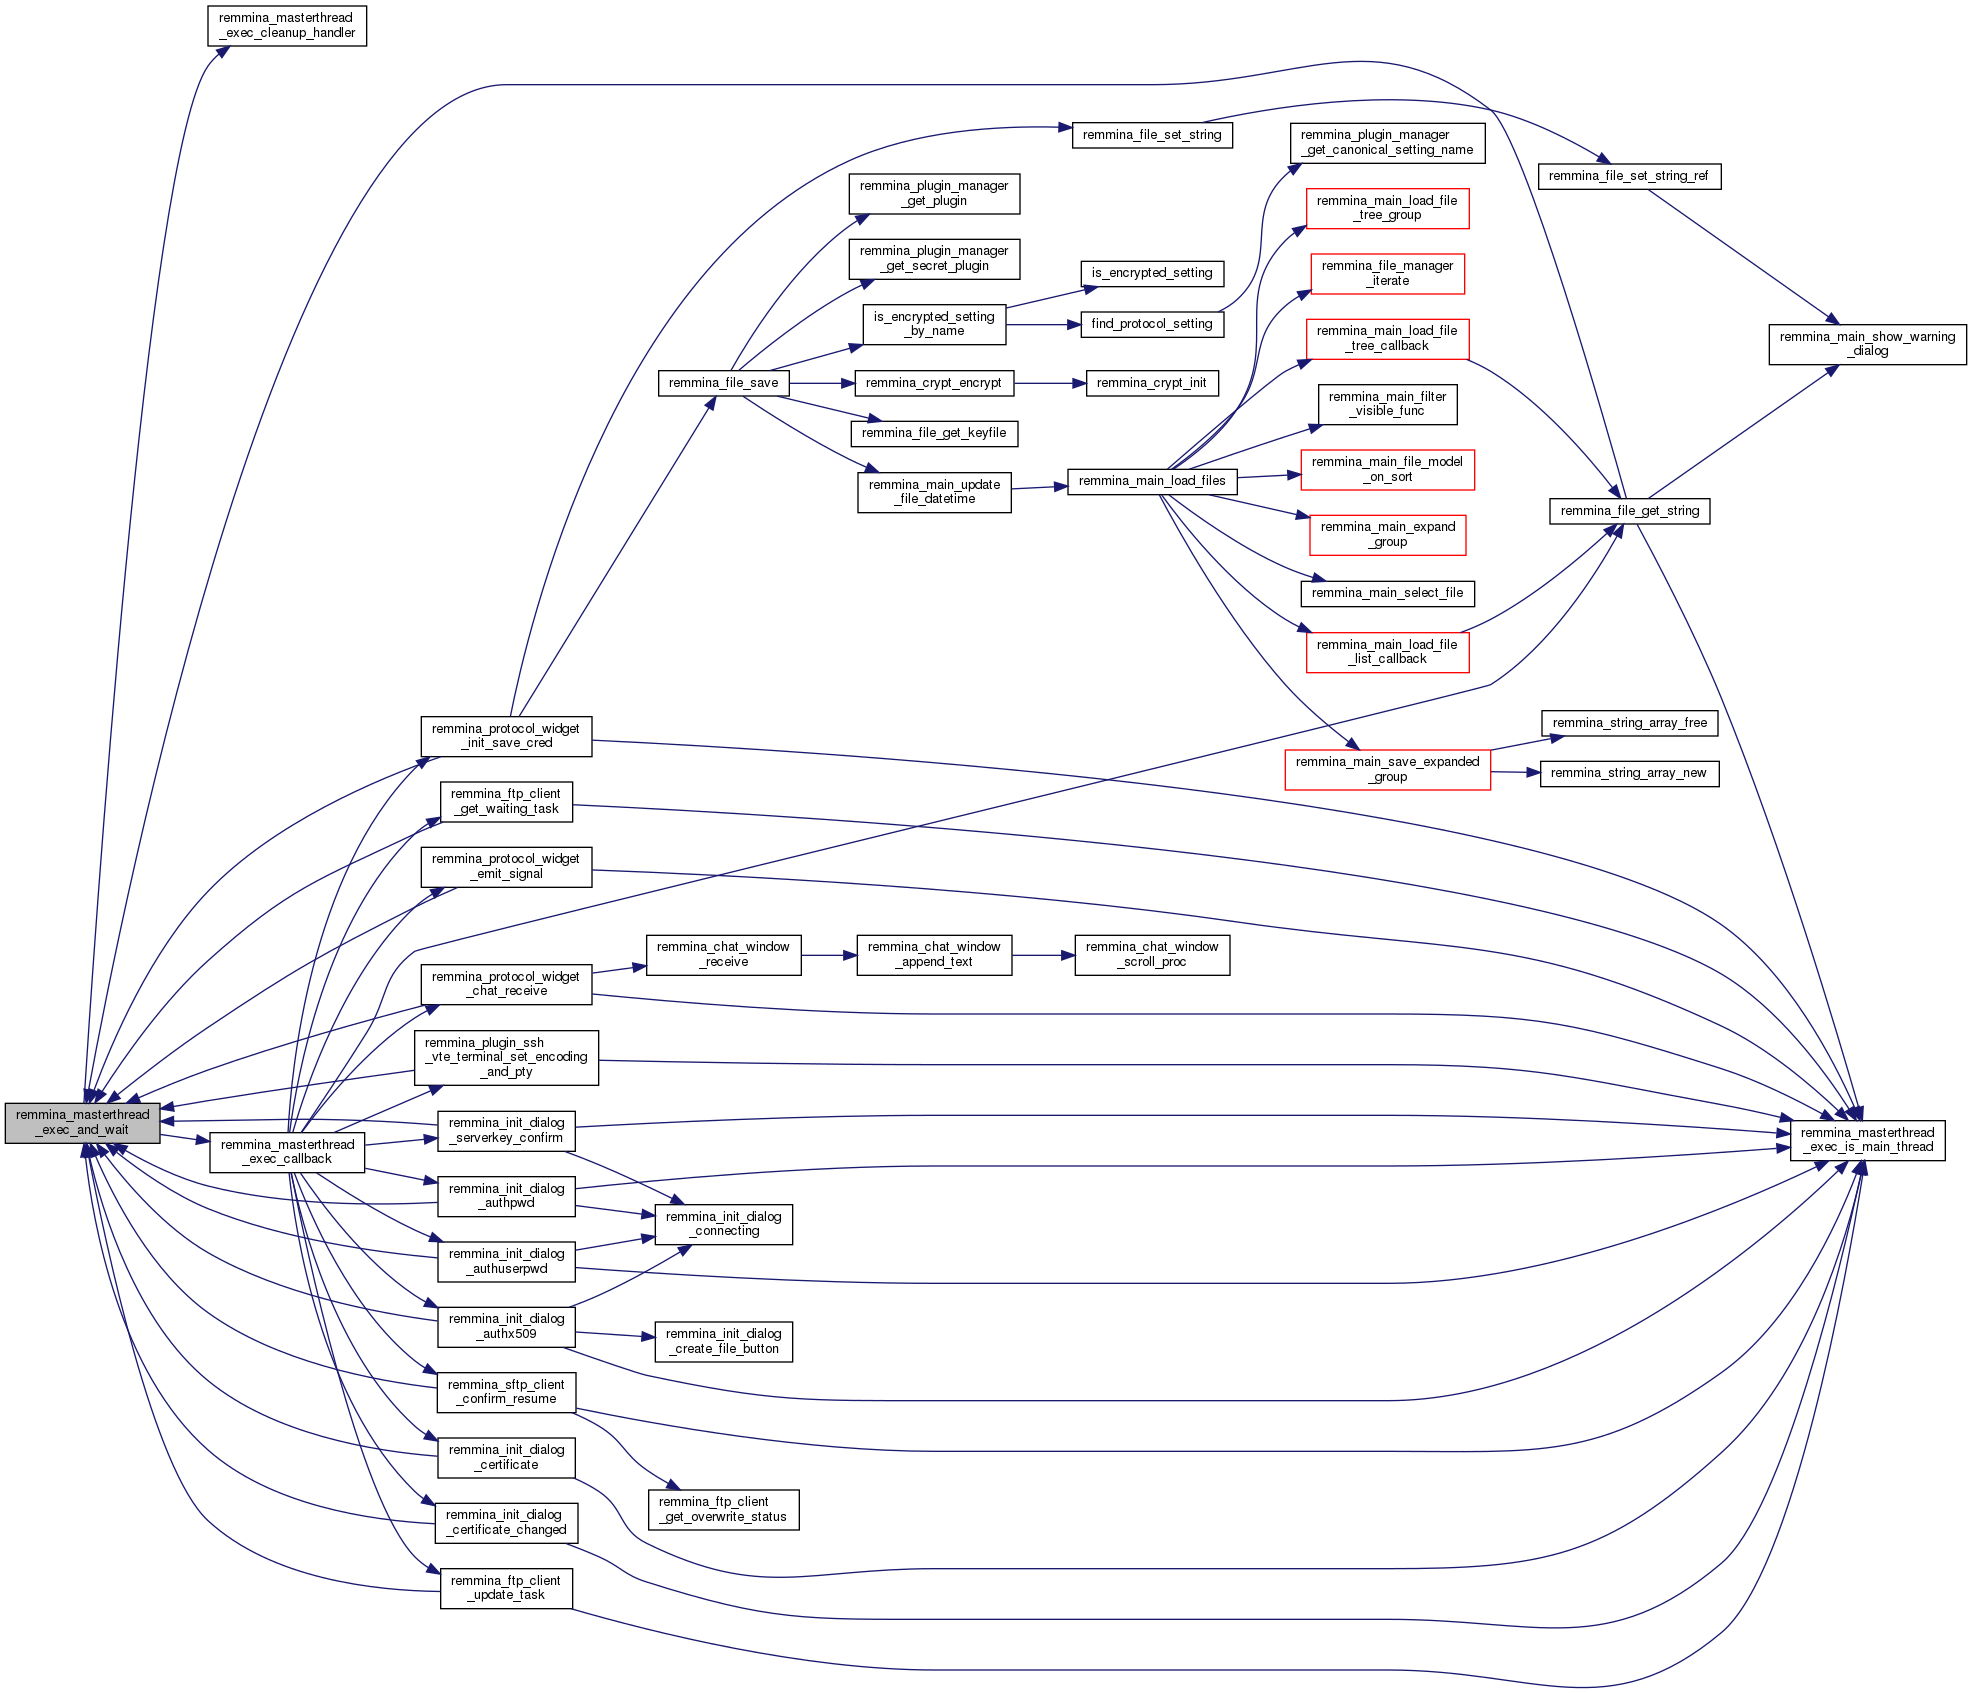 remmina_masterthread
_exec_cleanup_handler
remmina_file_set_string
remmina_plugin_manager
_get_canonical_setting_name
remmina_file_set_string_ref
remmina_plugin_manager
_get_plugin
remmina_main_load_file
_tree_group
remmina_plugin_manager
_get_secret_plugin
is_encrypted_setting
remmina_file_manager
_iterate
is_encrypted_setting
_by_name
find_protocol_setting
remmina_main_load_file
_tree_callback
remmina_main_show_warning
_dialog
remmina_file_save
remmina_crypt_encrypt
remmina_crypt_init
remmina_main_filter
_visible_func
remmina_file_get_keyfile
remmina_main_update
_file_datetime
remmina_main_load_files
remmina_main_file_model
_on_sort
remmina_file_get_string
remmina_main_expand
_group
remmina_main_select_file
remmina_main_load_file
_list_callback
remmina_protocol_widget
_init_save_cred
remmina_string_array_free
remmina_main_save_expanded
_group
remmina_string_array_new
remmina_ftp_client
_get_waiting_task
remmina_protocol_widget
_emit_signal
remmina_chat_window
_receive
remmina_chat_window
_append_text
remmina_chat_window
_scroll_proc
remmina_protocol_widget
_chat_receive
remmina_plugin_ssh
_vte_terminal_set_encoding
_and_pty
remmina_masterthread
_exec_and_wait
remmina_masterthread
_exec_callback
remmina_init_dialog
_serverkey_confirm
remmina_masterthread
_exec_is_main_thread
remmina_init_dialog
_authpwd
remmina_init_dialog
_connecting
remmina_init_dialog
_authuserpwd
remmina_init_dialog
_authx509
remmina_init_dialog
_create_file_button
remmina_sftp_client
_confirm_resume
remmina_init_dialog
_certificate
remmina_ftp_client
_get_overwrite_status
remmina_init_dialog
_certificate_changed
remmina_ftp_client
_update_task